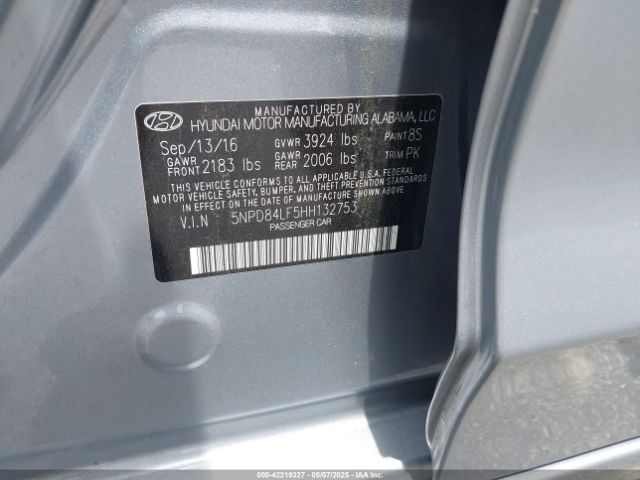 MANUFACTURED BY
HYUNDAI MOTOR MANUFACTURING ALABAMA, LLC
Sep/13/16 GVWR 3924 lbs PAINT 8S
GAWR FRONT 2183 lbs GAWR REAR 2006 lbs TRIM PK
THIS VEHICLE CONFORMS TO ALL APPLICABLE U.S.A. FEDERAL
MOTOR VEHICLE SAFETY, BUMPER, AND THEFT PREVENTION STANDARDS
IN EFFECT ON THE DATE OF MANUFACTURE SHOWN ABOVE.
V.I.N 5NPD84LF5HH132753
PASSENGER CAR
000-42219327 - 05/07/2025 - IAAI.COM